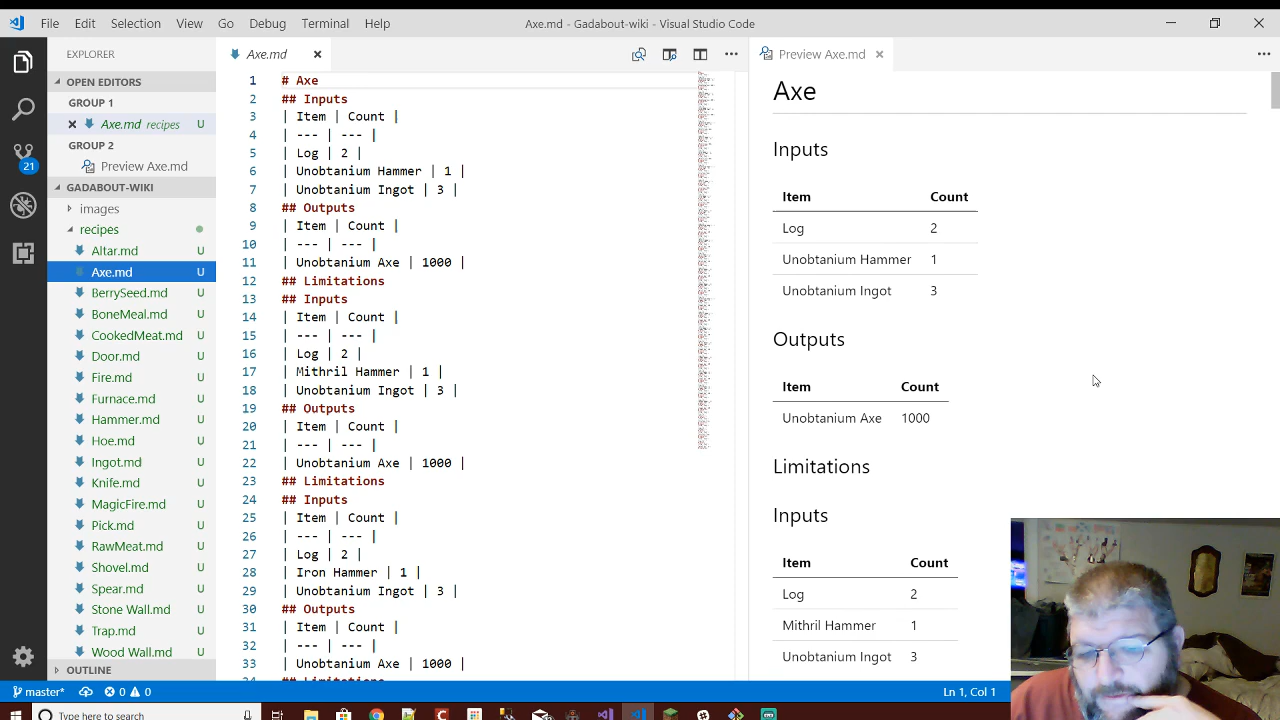 File Edit Selection View Go Debug Terminal Help
Axe.md - Gadabout-wiki - Visual Studio Code
EXPLORER
OPEN EDITORS
GROUP 1
Axe.md recipes U
GROUP 2
Preview Axe.md
GADABOUT-WIKI
images
recipes
Altar.md U
Axe.md U
BerrySeed.md U
BoneMeal.md U
CookedMeat.md U
Door.md U
Fire.md U
Furnace.md U
Hammer.md U
Hoe.md U
Ingot.md U
Knife.md U
MagicFire.md U
Pick.md U
RawMeat.md U
Shovel.md U
Spear.md U
Stone Wall.md U
Trap.md U
Wood Wall.md U
OUTLINE
21
Axe.md
1 # Axe
2 ## Inputs
3 | Item | Count |
4 | --- | --- |
5 | Log | 2 |
6 | Unobtanium Hammer | 1 |
7 | Unobtanium Ingot | 3 |
8 ## Outputs
9 | Item | Count |
10 | --- | --- |
11 | Unobtanium Axe | 1000 |
12 ## Limitations
13 ## Inputs
14 | Item | Count |
15 | --- | --- |
16 | Log | 2 |
17 | Mithril Hammer | 1 |
18 | Unobtanium Ingot | 3 |
19 ## Outputs
20 | Item | Count |
21 | --- | --- |
22 | Unobtanium Axe | 1000 |
23 ## Limitations
24 ## Inputs
25 | Item | Count |
26 | --- | --- |
27 | Log | 2 |
28 | Iron Hammer | 1 |
29 | Unobtanium Ingot | 3 |
30 ## Outputs
31 | Item | Count |
32 | --- | --- |
33 | Unobtanium Axe | 1000 |
Preview Axe.md
Axe
Inputs
Item Count
Log 2
Unobtanium Hammer 1
Unobtanium Ingot 3
Outputs
Item Count
Unobtanium Axe 1000
Limitations
Inputs
Item Count
Log 2
Mithril Hammer 1
Unobtanium Ingot 3
master* 0 0
Ln 1, Col 1
Type here to search